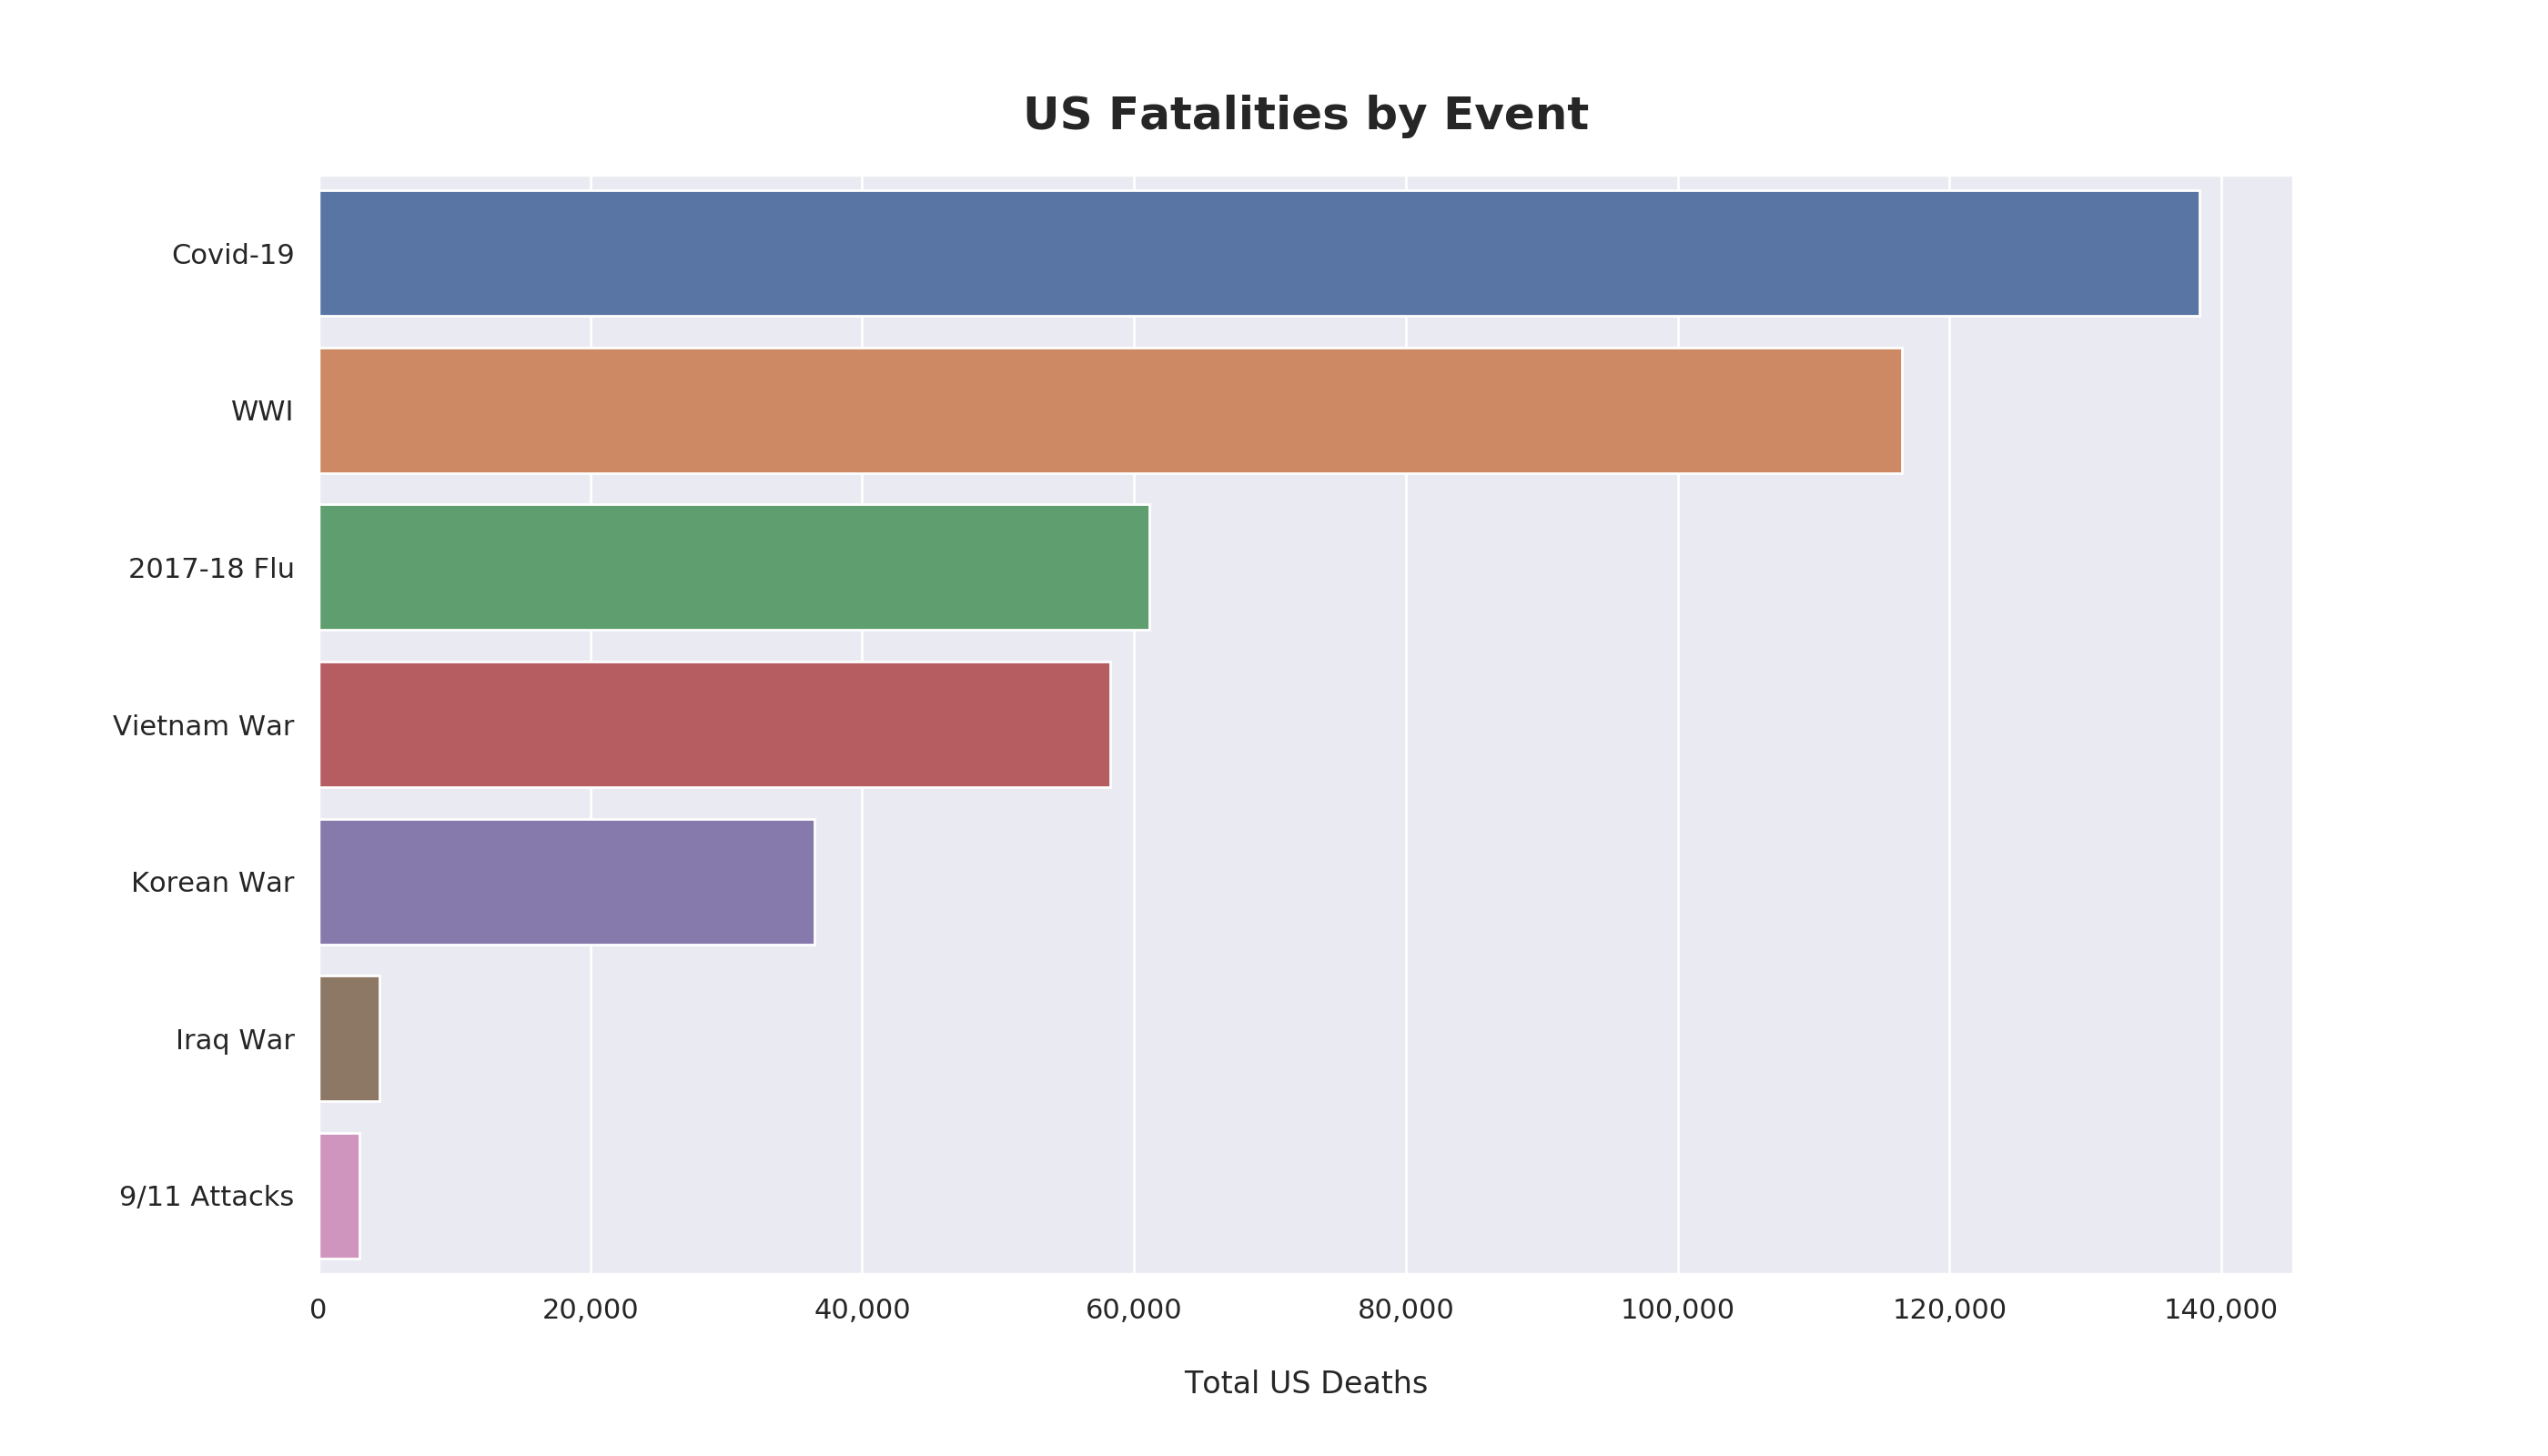 US Fatalities by Event
Covid-19
WWI
2017-18 Flu
Vietnam War
Korean War
Iraq War
9/11 Attacks
0 20,000 40,000 60,000 80,000 100,000 120,000 140,000
Total US Deaths